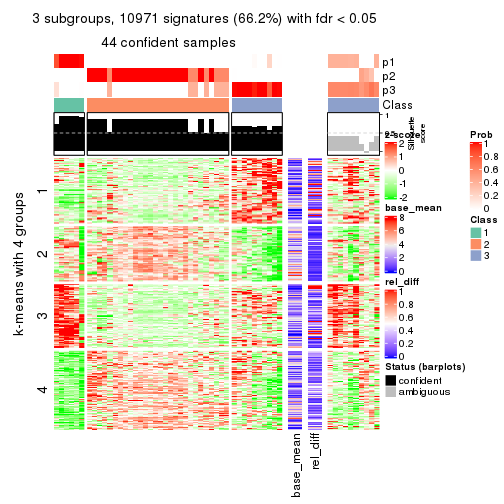 3 subgroups, 10971 signatures (66.2%) with fdr < 0.05
44 confident samples
p1
p2
p3
Class
1
0.5
0
Silhouette
score
k-means with 4 groups
1
2
3
4
base_mean
rel_diff
z-score
2
1
0
-1
-2
base_mean
8
6
4
2
0
rel_diff
1
0.8
0.6
0.4
0.2
0
Status (barplots)
confident
ambiguous
Prob
1
0.8
0.6
0.4
0.2
0
Class
1
2
3